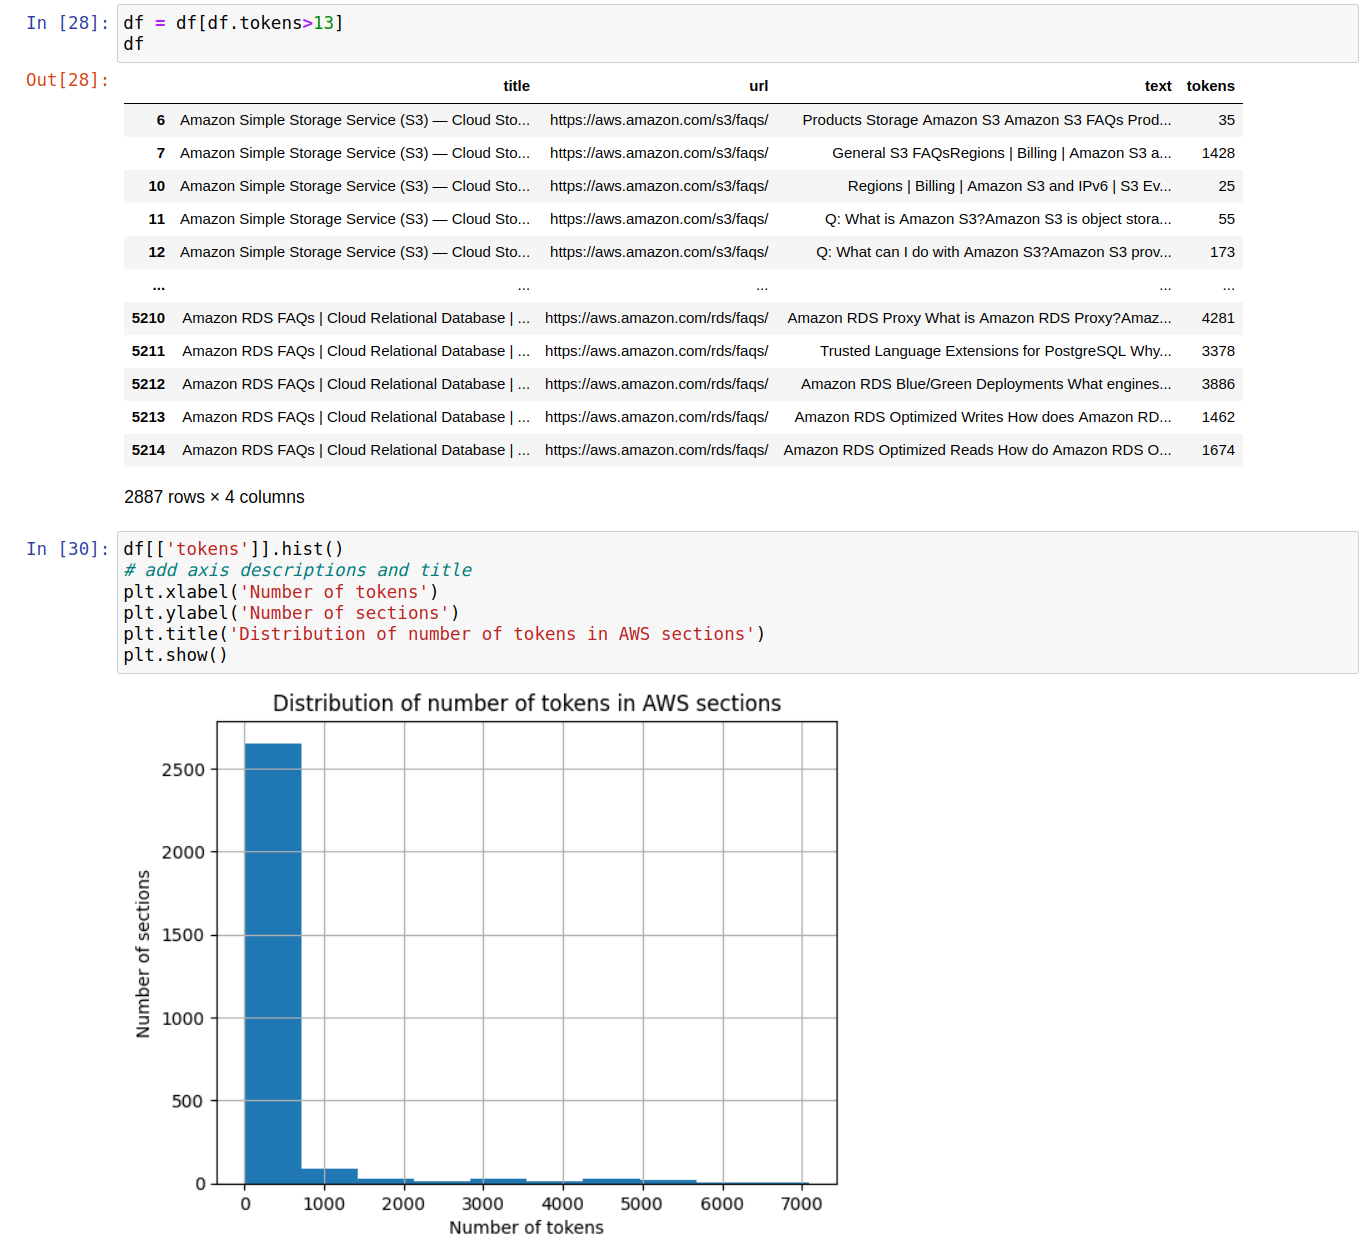 In [28]: df = df[df.tokens>13]
df
Out[28]:
title url text tokens
6 Amazon Simple Storage Service (S3) — Cloud Sto... https://aws.amazon.com/s3/faqs/ Products Storage Amazon S3 Amazon S3 FAQs Prod... 35
7 Amazon Simple Storage Service (S3) — Cloud Sto... https://aws.amazon.com/s3/faqs/ General S3 FAQsRegions | Billing | Amazon S3 a... 1428
10 Amazon Simple Storage Service (S3) — Cloud Sto... https://aws.amazon.com/s3/faqs/ Regions | Billing | Amazon S3 and IPv6 | S3 Ev... 25
11 Amazon Simple Storage Service (S3) — Cloud Sto... https://aws.amazon.com/s3/faqs/ Q: What is Amazon S3?Amazon S3 is object stora... 55
12 Amazon Simple Storage Service (S3) — Cloud Sto... https://aws.amazon.com/s3/faqs/ Q: What can I do with Amazon S3?Amazon S3 prov... 173
... ... ... ... ...
5210 Amazon RDS FAQs | Cloud Relational Database | ... https://aws.amazon.com/rds/faqs/ Amazon RDS Proxy What is Amazon RDS Proxy?Amaz... 4281
5211 Amazon RDS FAQs | Cloud Relational Database | ... https://aws.amazon.com/rds/faqs/ Trusted Language Extensions for PostgreSQL Why... 3378
5212 Amazon RDS FAQs | Cloud Relational Database | ... https://aws.amazon.com/rds/faqs/ Amazon RDS Blue/Green Deployments What engines... 3886
5213 Amazon RDS FAQs | Cloud Relational Database | ... https://aws.amazon.com/rds/faqs/ Amazon RDS Optimized Writes How does Amazon RD... 1462
5214 Amazon RDS FAQs | Cloud Relational Database | ... https://aws.amazon.com/rds/faqs/ Amazon RDS Optimized Reads How do Amazon RDS O... 1674
2887 rows × 4 columns
In [30]: df[['tokens']].hist()
# add axis descriptions and title
plt.xlabel('Number of tokens')
plt.ylabel('Number of sections')
plt.title('Distribution of number of tokens in AWS sections')
plt.show()
Distribution of number of tokens in AWS sections
Number of sections
2500
2000
1500
1000
500
0
0 1000 2000 3000 4000 5000 6000 7000
Number of tokens